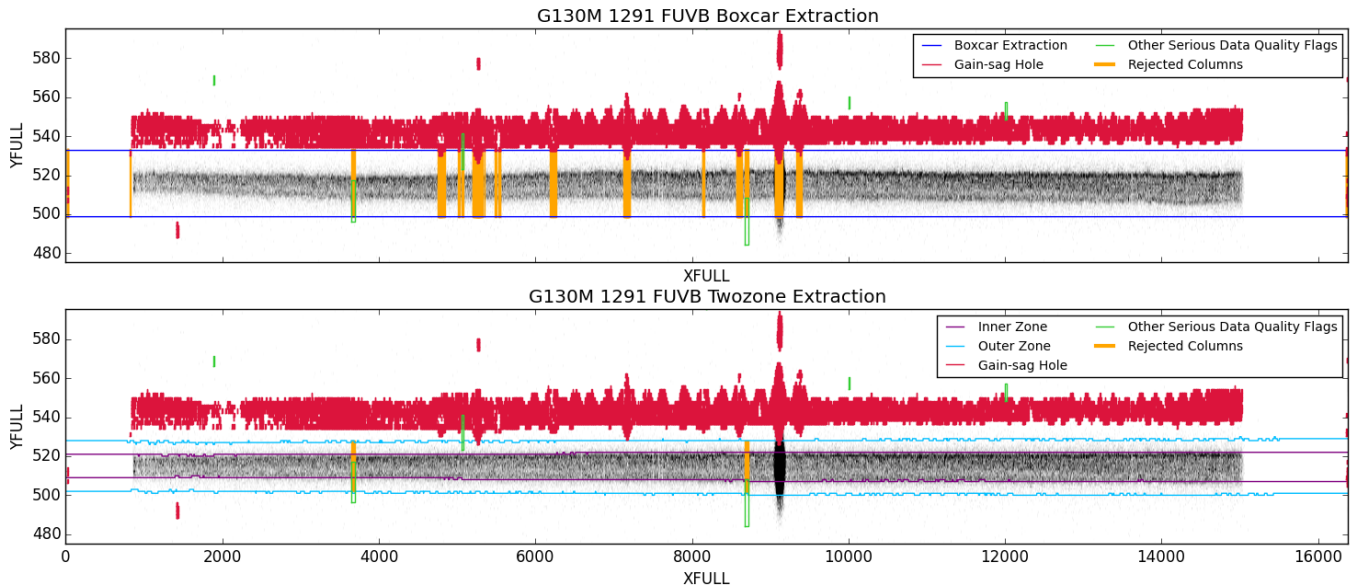 G130M 1291 FUVB Boxcar Extraction
YFULL
580
560
540
520
500
480
Boxcar Extraction
Gain-sag Hole
Other Serious Data Quality Flags
Rejected Columns
XFULL
G130M 1291 FUVB Twozone Extraction
YFULL
580
560
540
520
500
480
Inner Zone
Outer Zone
Gain-sag Hole
Other Serious Data Quality Flags
Rejected Columns
0 2000 4000 6000 8000 10000 12000 14000 16000
XFULL